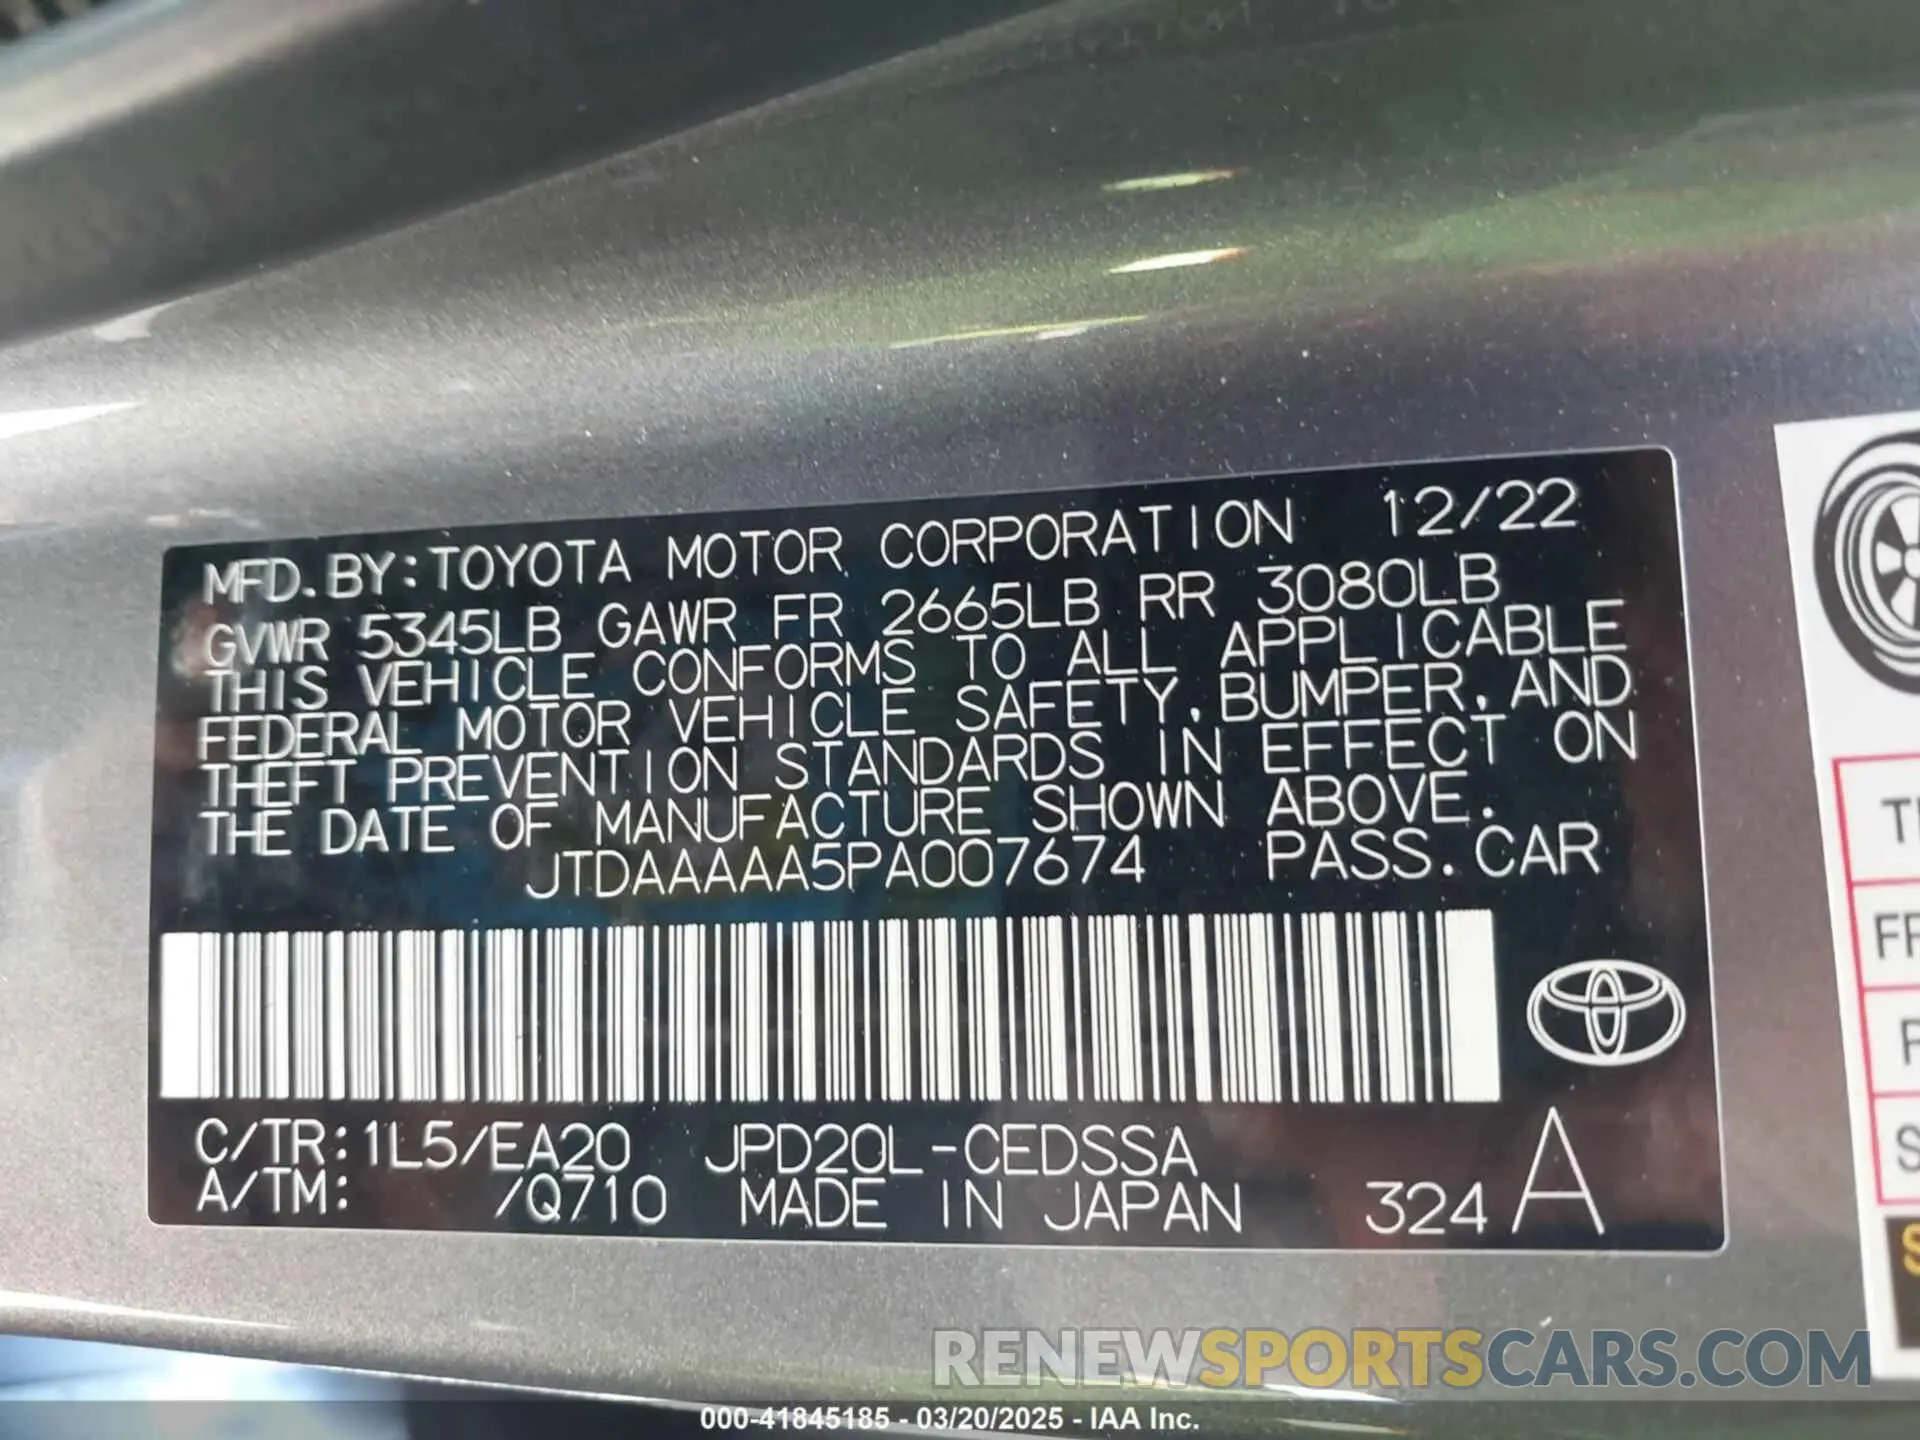 MFD.BY:TOYOTA MOTOR CORPORATION 12/22
GVWR 5345LB GAWR FR 2665LB RR 3080LB
THIS VEHICLE CONFORMS TO ALL APPLICABLE
FEDERAL MOTOR VEHICLE SAFETY, BUMPER, AND
THEFT PREVENTION STANDARDS IN EFFECT ON
THE DATE OF MANUFACTURE SHOWN ABOVE.
JTDAAAAA5PA007674 PASS.CAR
C/TR:1L5/EA20 JPD20L-CEDSSA
A/TM: /Q710 MADE IN JAPAN 324 A
RENEWSPORTSCARS.COM
000-41845185 - 03/20/2025 - IAA Inc.